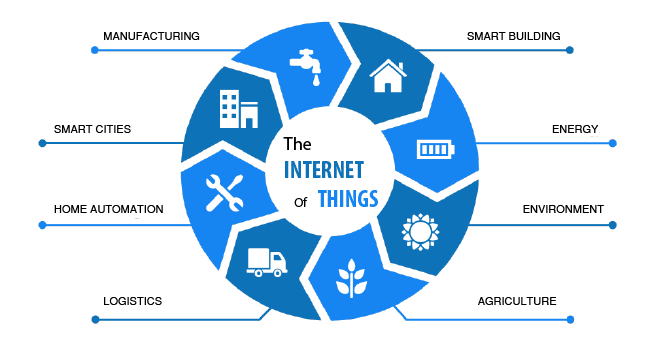 MANUFACTURING
SMART BUILDING
SMART CITIES
ENERGY
HOME AUTOMATION
ENVIRONMENT
LOGISTICS
AGRICULTURE
The
INTERNET
Of THINGS